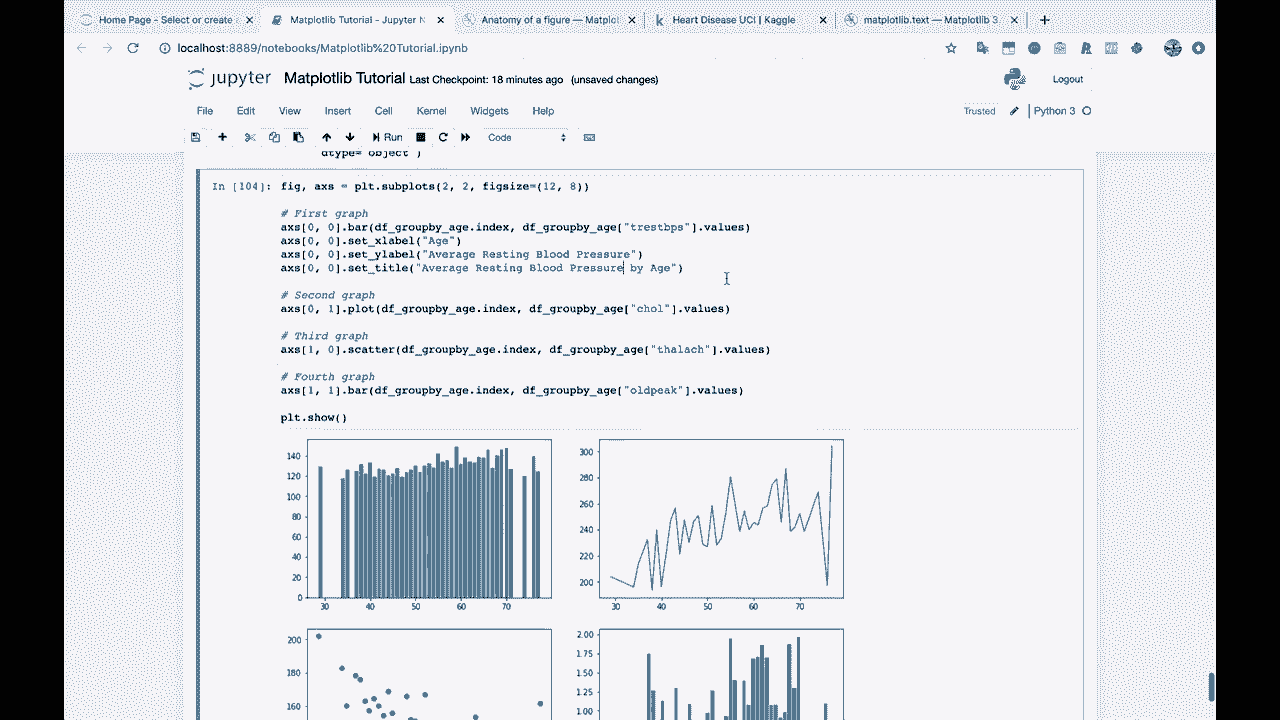 Home Page - Select or create
Matplotlib Tutorial - Jupyter N
Anatomy of a figure — Matplot
Heart Disease UCI | Kaggle
matplotlib.text — Matplotlib 3
localhost:8889/notebooks/Matplotlib%20Tutorial.ipynb
jupyter Matplotlib Tutorial Last Checkpoint: 18 minutes ago (unsaved changes)
Logout
File Edit View Insert Cell Kernel Widgets Help
Trusted Python 3
Run Code
dtype='object')
In [104]: fig, axs = plt.subplots(2, 2, figsize=(12, 8))
# First graph
axs[0, 0].bar(df_groupby_age.index, df_groupby_age["trestbps"].values)
axs[0, 0].set_xlabel("Age")
axs[0, 0].set_ylabel("Average Resting Blood Pressure")
axs[0, 0].set_title("Average Resting Blood Pressure by Age")
# Second graph
axs[0, 1].plot(df_groupby_age.index, df_groupby_age["chol"].values)
# Third graph
axs[1, 0].scatter(df_groupby_age.index, df_groupby_age["thalach"].values)
# Fourth graph
axs[1, 1].bar(df_groupby_age.index, df_groupby_age["oldpeak"].values)
plt.show()
140
120
100
80
60
40
20
0
30 40 50 60 70
300
280
260
240
220
200
30 40 50 60 70
200
180
160
2.00
1.75
1.50
1.25
1.00